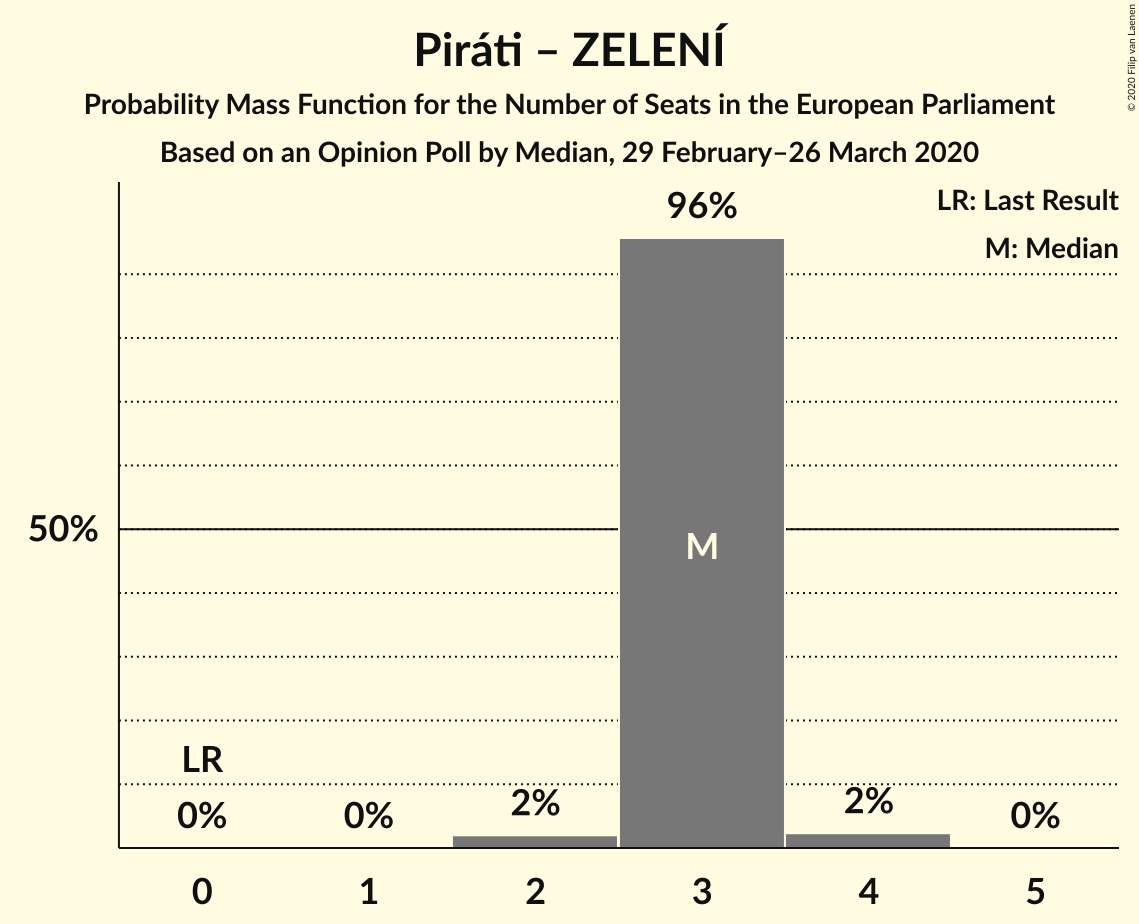 Piráti – ZELENÍ
Probability Mass Function for the Number of Seats in the European Parliament
Based on an Opinion Poll by Median, 29 February–26 March 2020
© 2020 Filip van Laenen
LR: Last Result
M: Median
96%
50%
M
LR
0%
0%
2%
2%
0%
0 1 2 3 4 5